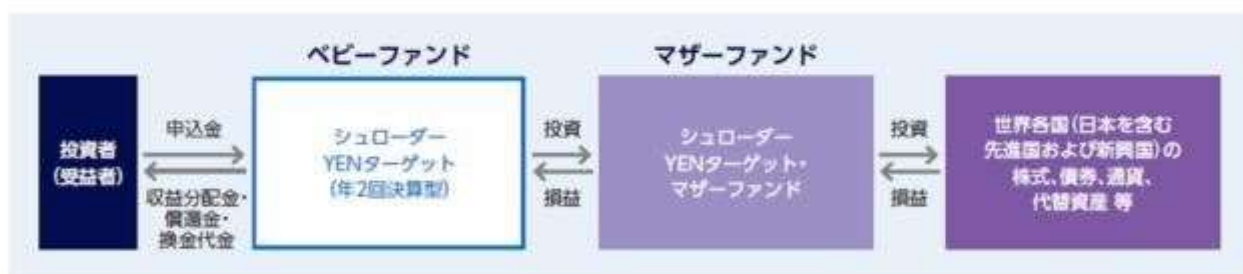 ベビーファンド
マザーファンド
投資者
(受益者)
申込金
収益分配金・
償還金・
換金代金
シュローダー
YENターゲット
(年2回決算型)
投資
損益
シュローダー
YENターゲット・
マザーファンド
投資
損益
世界各国(日本を含む
先進国および新興国)の
株式、債券、通貨、
代替資産 等